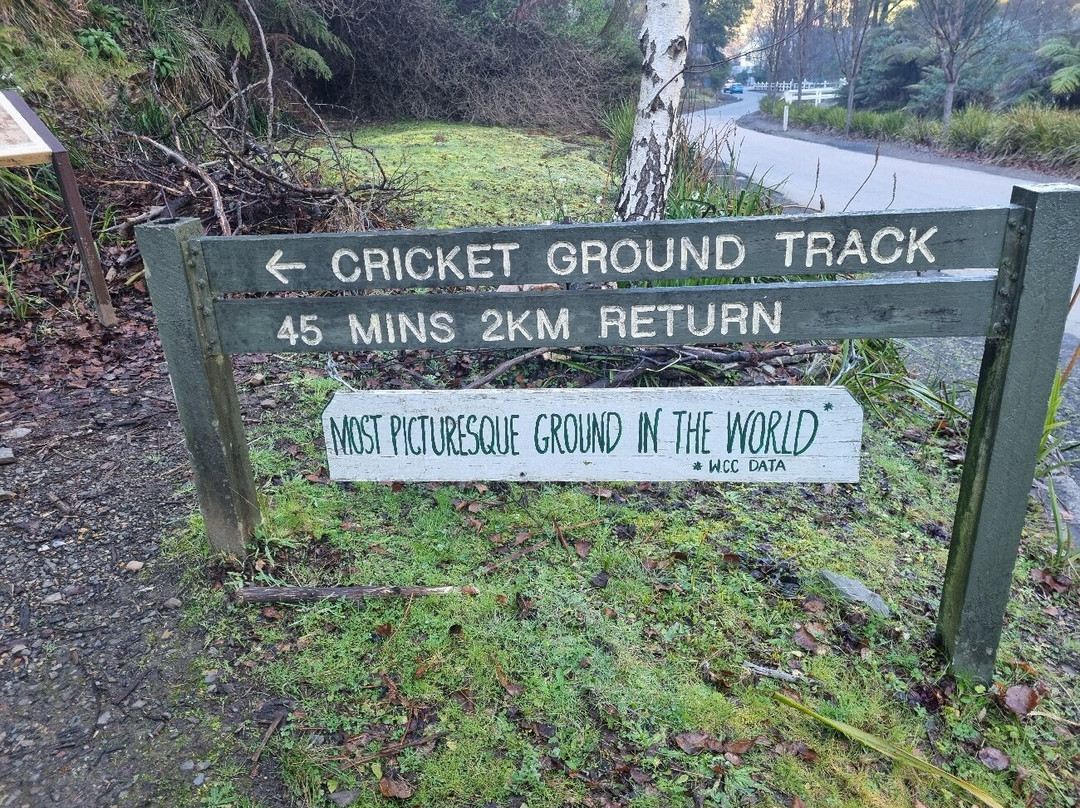 ← CRICKET GROUND TRACK
45 MINS 2KM RETURN
MOST PICTURESQUE GROUND IN THE WORLD*
* WCC DATA